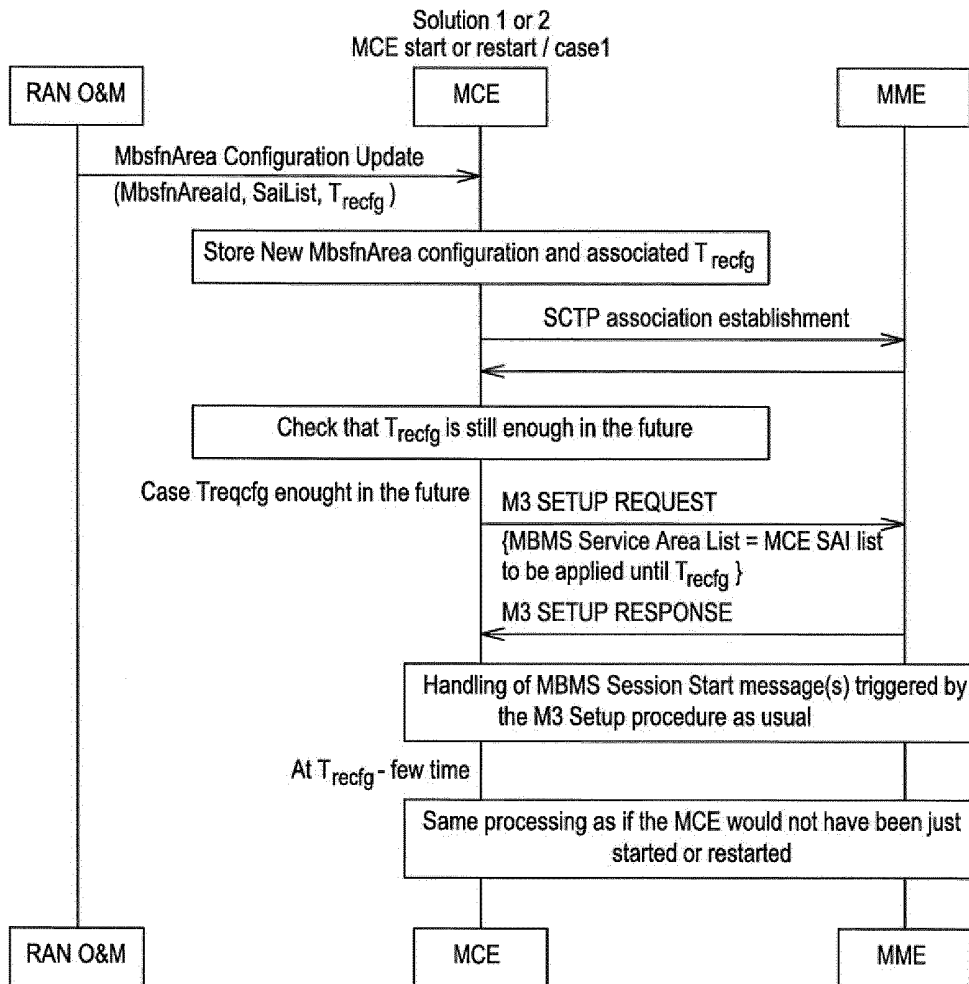 Solution 1 or 2
MCE start or restart / case1
RAN O&M
MCE
MME
MbsfnArea Configuration Update
(MbsfnAreaId, SaiList, Trecfg )
Store New MbsfnArea configuration and associated Trecfg
SCTP association establishment
Check that Trecfg is still enough in the future
Case Treqcfg enought in the future
M3 SETUP REQUEST
{MBMS Service Area List = MCE SAI list
to be applied until Trecfg }
M3 SETUP RESPONSE
Handling of MBMS Session Start message(s) triggered by
the M3 Setup procedure as usual
At Trecfg - few time
Same processing as if the MCE would not have been just
started or restarted
RAN O&M
MCE
MME